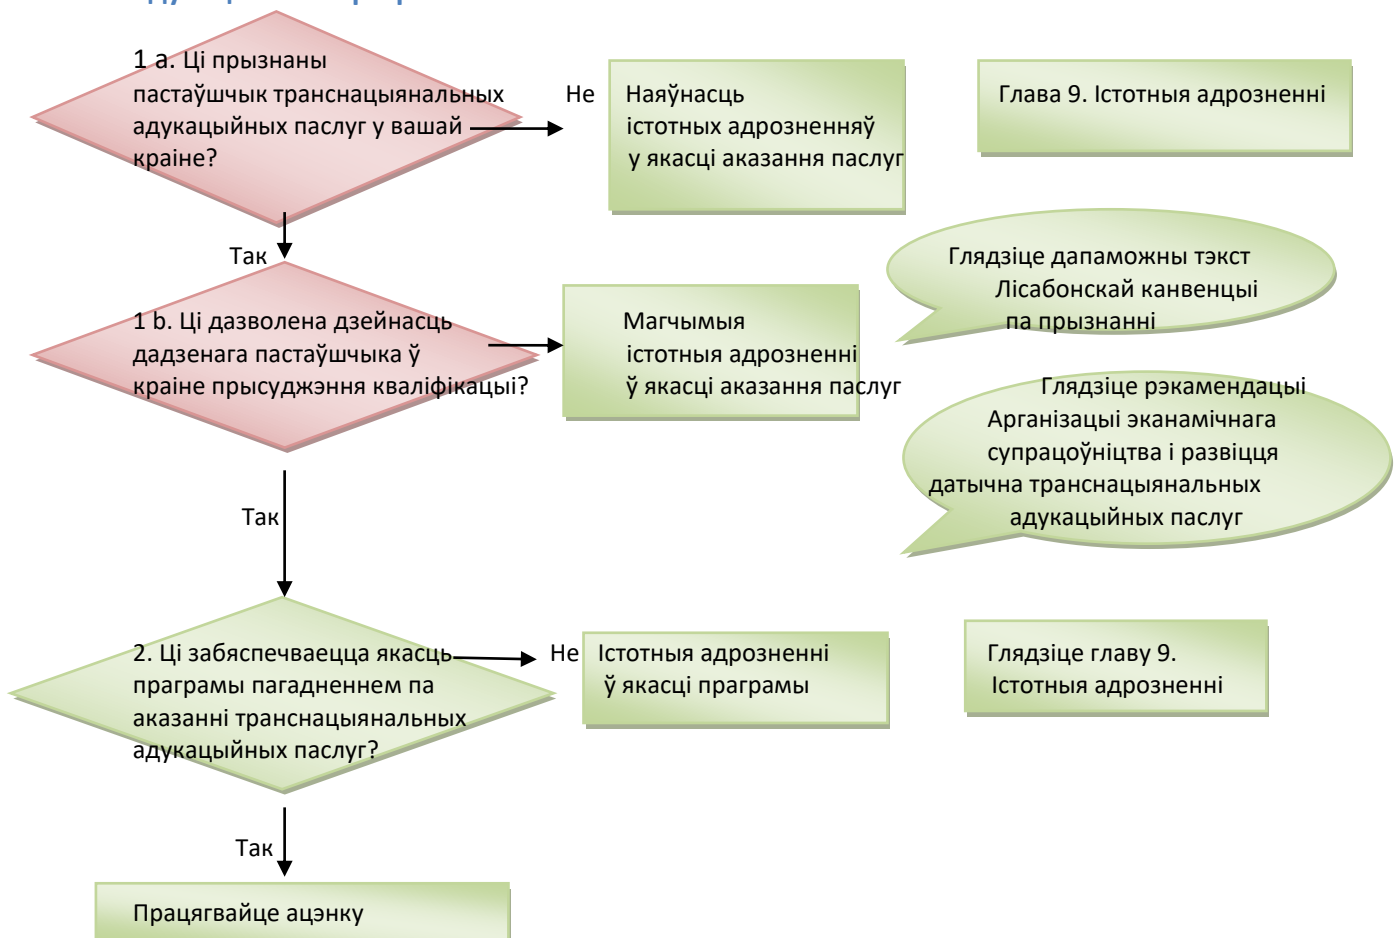 1 a. Ці прызнаны
пастаўшчык транснацыянальных
адукацыйных паслуг у вашай
краіне?
Не
Наяўнасць
істотных адрозненняў
у якасці аказання паслуг
Глава 9. Істотныя адрозненні
Так
Глядзіце дапаможны тэкст
Лісабонскай канвенцыі
па прызнанні
1 b. Ці дазволена дзейнасць
дадзенага пастаўшчыка ў
краіне прысуджэння кваліфікацыі?
Магчымыя
істотныя адрозненні
ў якасці аказання паслуг
Глядзіце рэкамендацыі
Арганізацыі эканамічнага
супрацоўніцтва і развіцця
датычна транснацыянальных
адукацыйных паслуг
Так
2. Ці забяспечваецца якасць
праграмы пагадненнем па
аказанні транснацыянальных
адукацыйных паслуг?
Не
Істотныя адрозненні
ў якасці праграмы
Глядзіце главу 9.
Істотныя адрозненні
Так
Працягвайце ацэнку